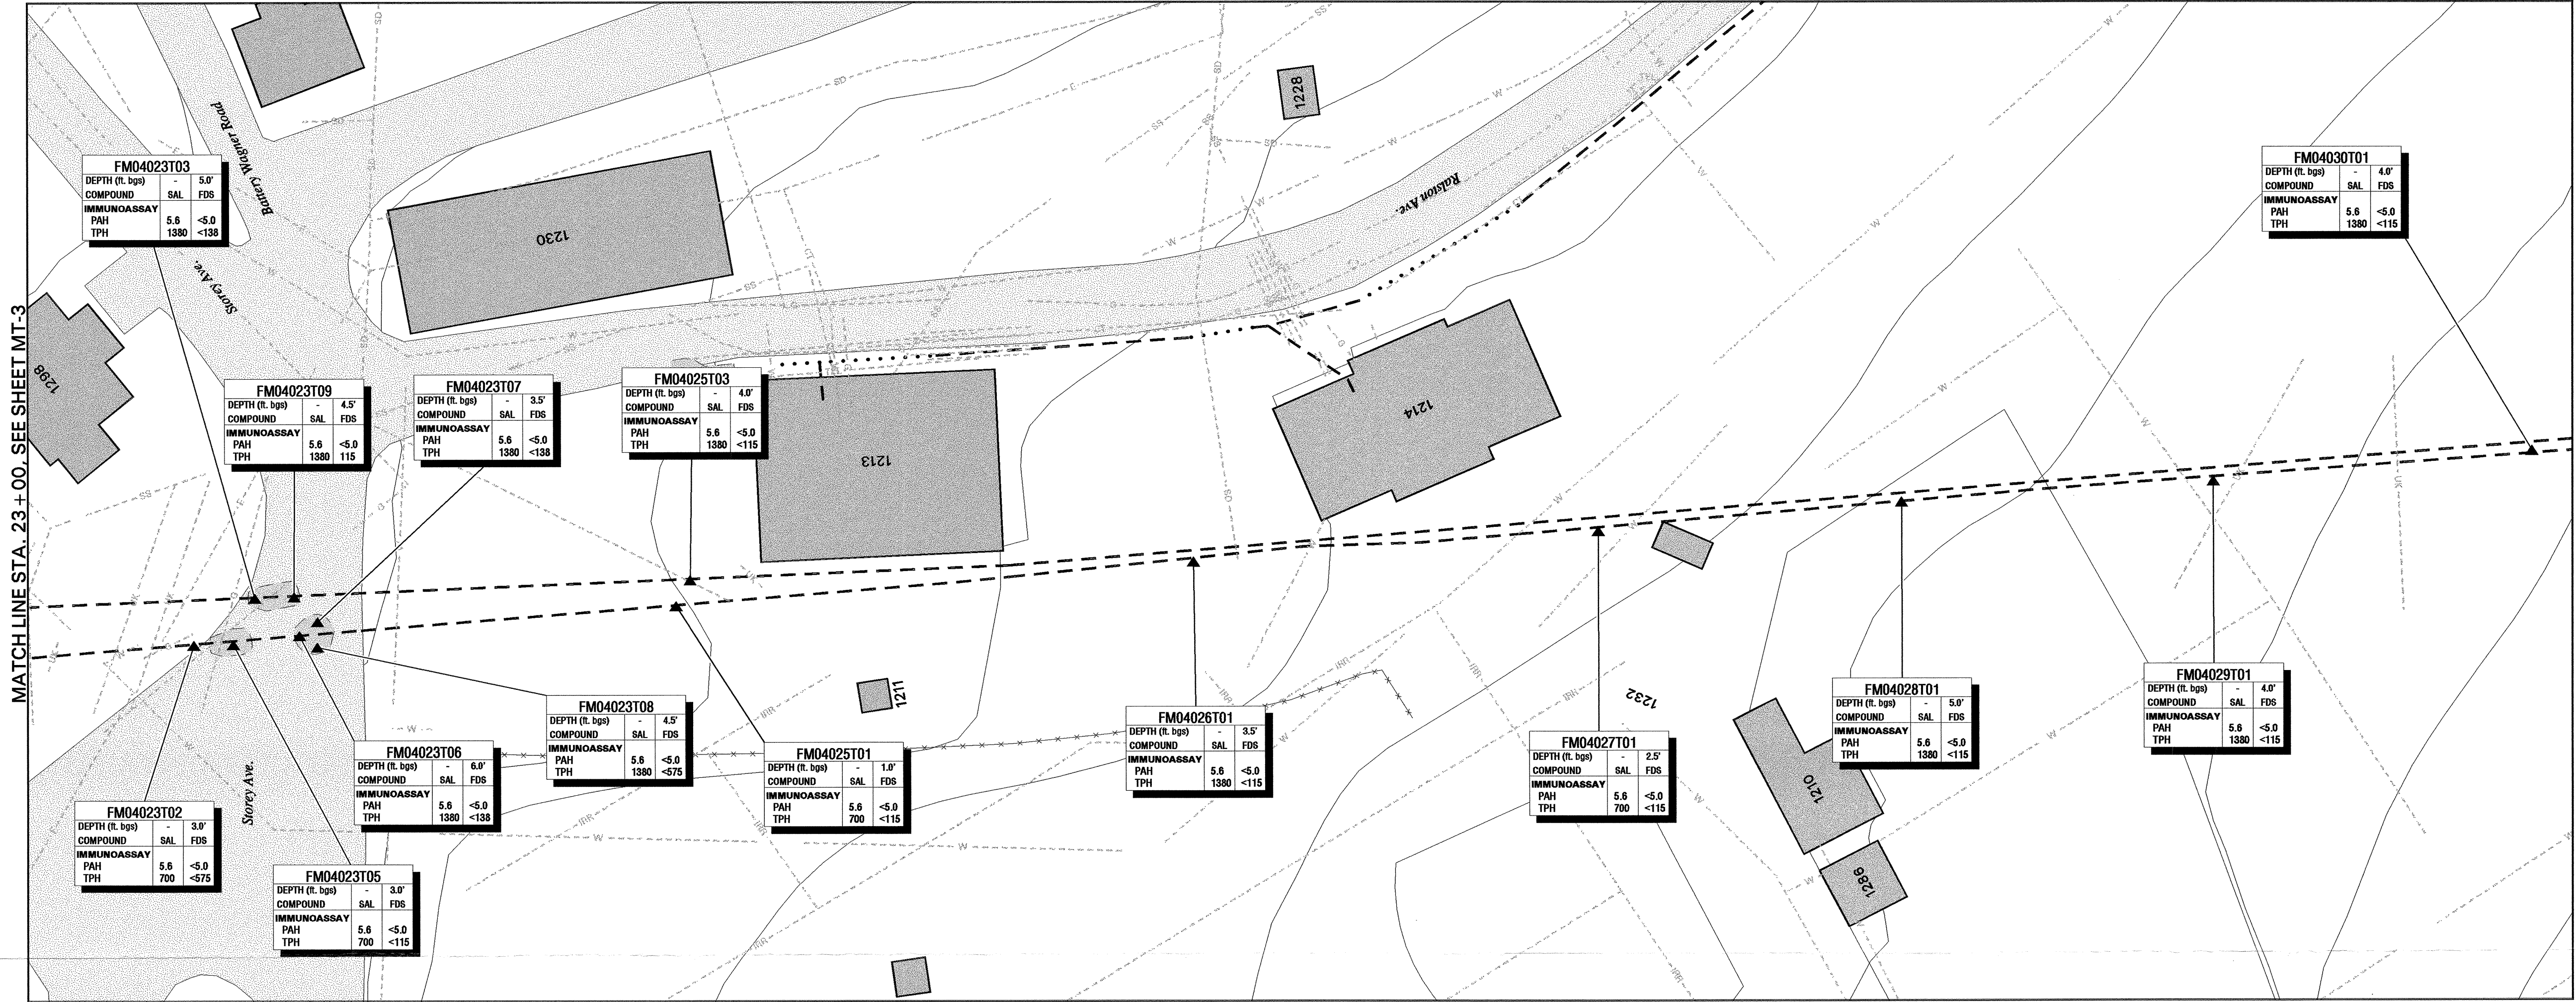 MATCH LINE STA. 23+00, SEE SHEET MT-3
Battery Wagner Road
Storey Ave.
Ralston Ave.
Storey Ave.
1298
1230
1228
1213
1214
1211
1232
1210
1286
FM04023T03
DEPTH (ft. bgs) - 5.0'
COMPOUND SAL FDS
IMMUNOASSAY
PAH 5.6 <5.0
TPH 1380 <138
FM04030T01
DEPTH (ft. bgs) - 4.0'
COMPOUND SAL FDS
IMMUNOASSAY
PAH 5.6 <5.0
TPH 1380 <115
FM04023T09
DEPTH (ft. bgs) - 4.5'
COMPOUND SAL FDS
IMMUNOASSAY
PAH 5.6 <5.0
TPH 1380 115
FM04023T07
DEPTH (ft. bgs) - 3.5'
COMPOUND SAL FDS
IMMUNOASSAY
PAH 5.6 <5.0
TPH 1380 <138
FM04025T03
DEPTH (ft. bgs) - 4.0'
COMPOUND SAL FDS
IMMUNOASSAY
PAH 5.6 <5.0
TPH 1380 <115
FM04023T02
DEPTH (ft. bgs) - 3.0'
COMPOUND SAL FDS
IMMUNOASSAY
PAH 5.6 <5.0
TPH 700 <575
FM04023T05
DEPTH (ft. bgs) - 3.0'
COMPOUND SAL FDS
IMMUNOASSAY
PAH 5.6 <5.0
TPH 700 <115
FM04023T06
DEPTH (ft. bgs) - 6.0'
COMPOUND SAL FDS
IMMUNOASSAY
PAH 5.6 <5.0
TPH 1380 <138
FM04023T08
DEPTH (ft. bgs) - 4.5'
COMPOUND SAL FDS
IMMUNOASSAY
PAH 5.6 <5.0
TPH 1380 <575
FM04025T01
DEPTH (ft. bgs) - 1.0'
COMPOUND SAL FDS
IMMUNOASSAY
PAH 5.6 <5.0
TPH 700 <115
FM04026T01
DEPTH (ft. bgs) - 3.5'
COMPOUND SAL FDS
IMMUNOASSAY
PAH 5.6 <5.0
TPH 1380 <115
FM04027T01
DEPTH (ft. bgs) - 2.5'
COMPOUND SAL FDS
IMMUNOASSAY
PAH 5.6 <5.0
TPH 700 <115
FM04028T01
DEPTH (ft. bgs) - 5.0'
COMPOUND SAL FDS
IMMUNOASSAY
PAH 5.6 <5.0
TPH 1380 <115
FM04029T01
DEPTH (ft. bgs) - 4.0'
COMPOUND SAL FDS
IMMUNOASSAY
PAH 5.6 <5.0
TPH 1380 <115